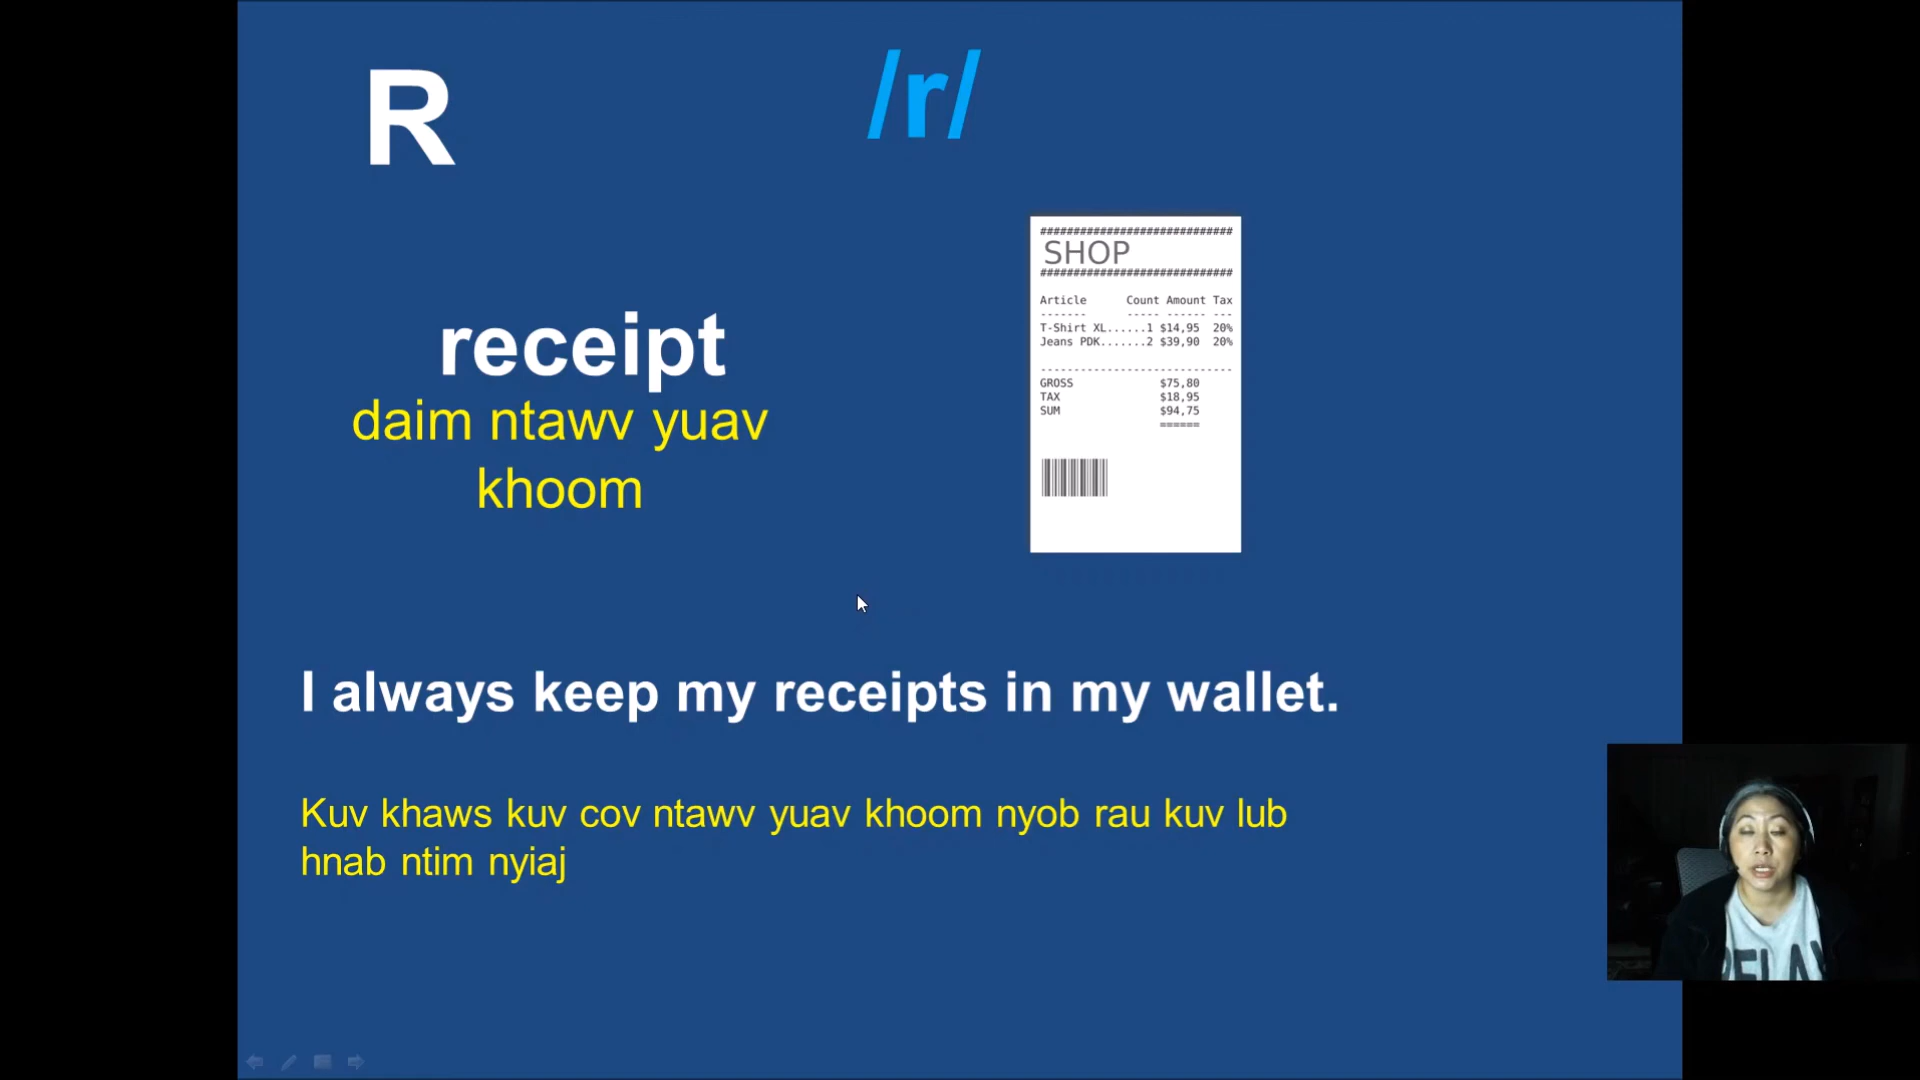 R
/r/
#############################
SHOP
#############################
Article Count Amount Tax
------- ----- ------ ---
T-Shirt XL......1 $14,95 20%
Jeans PDK.......2 $39,90 20%
-----------------------------
GROSS $75,80
TAX $18,95
SUM $94,75
======
receipt
daim ntawv yuav
khoom
I always keep my receipts in my wallet.
Kuv khaws kuv cov ntawv yuav khoom nyob rau kuv lub
hnab ntim nyiaj